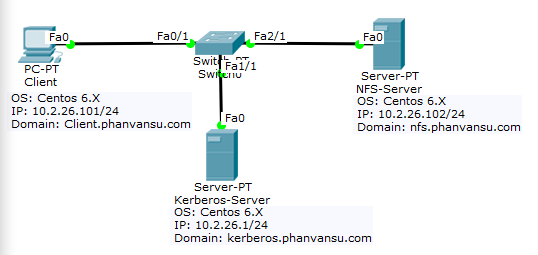 Fa0
Fa0/1
Fa2/1
Fa0
Switch-PT
Switch0
Fa1/1
PC-PT
Client
OS: Centos 6.X
IP: 10.2.26.101/24
Domain: Client.phanvansu.com
Server-PT
NFS-Server
OS: Centos 6.X
IP: 10.2.26.102/24
Domain: nfs.phanvansu.com
Fa0
Server-PT
Kerberos-Server
OS: Centos 6.X
IP: 10.2.26.1/24
Domain: kerberos.phanvansu.com